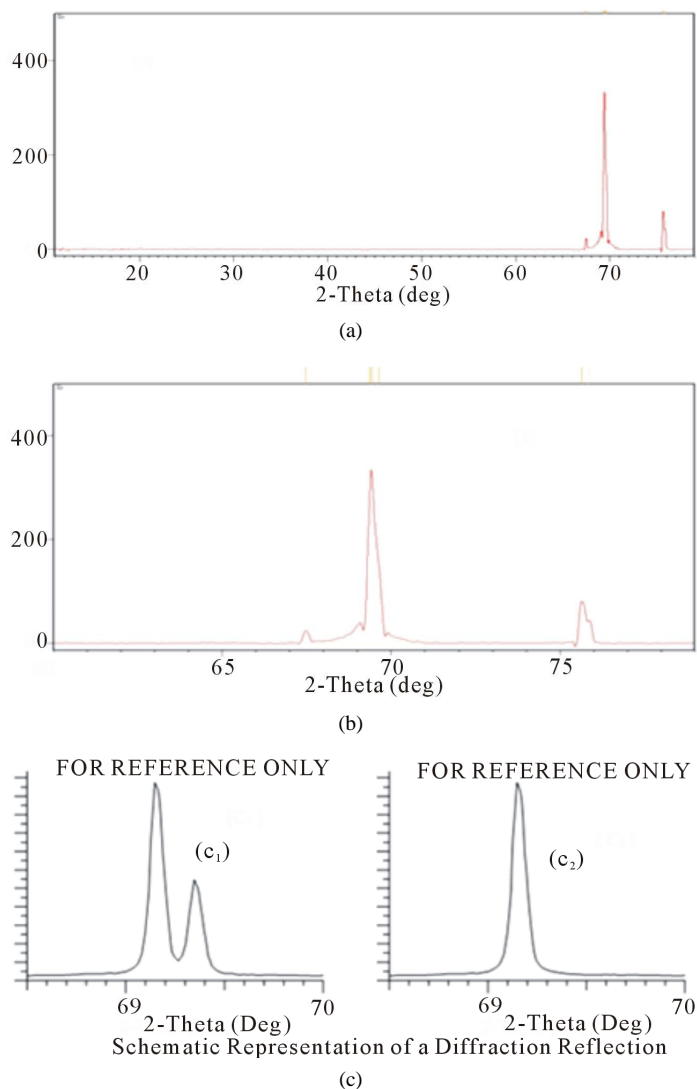 400
200
0
20 30 40 50 60 70
2-Theta (deg)
(a)
400
200
0
65 70 75
2-Theta (deg)
(b)
FOR REFERENCE ONLY FOR REFERENCE ONLY
(c₁) (c₂)
69 70 69 70
2-Theta (Deg) 2-Theta (Deg)
Schematic Representation of a Diffraction Reflection
(c)